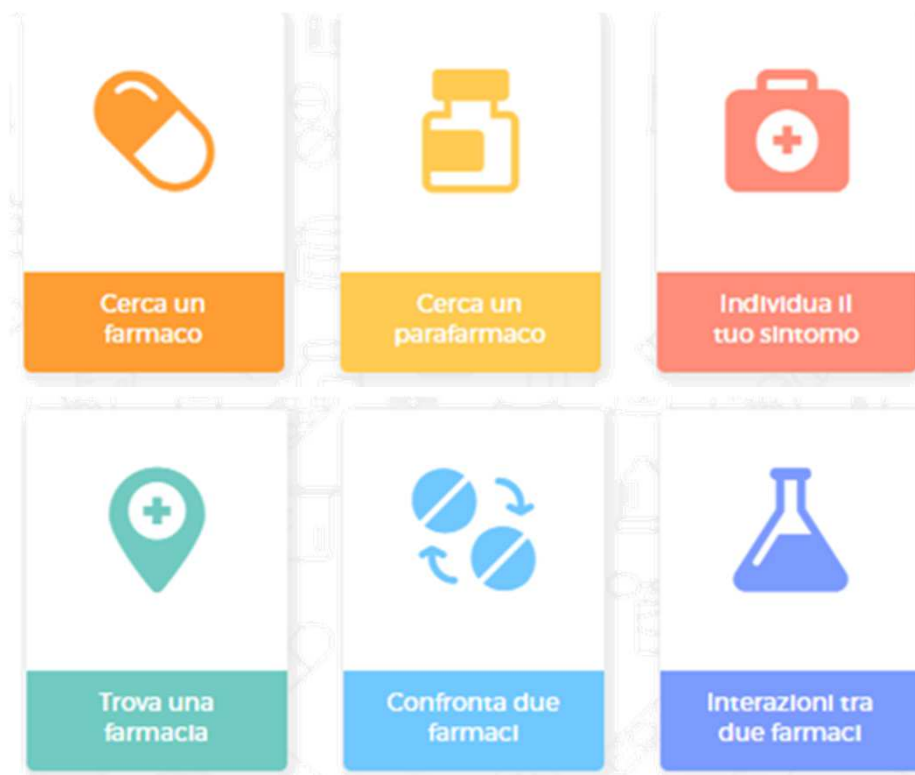 Cerca un
farmaco
Cerca un
parafarmaco
Individua il
tuo sintomo
Trova una
farmacia
Confronta due
farmaci
Interazioni tra
due farmaci